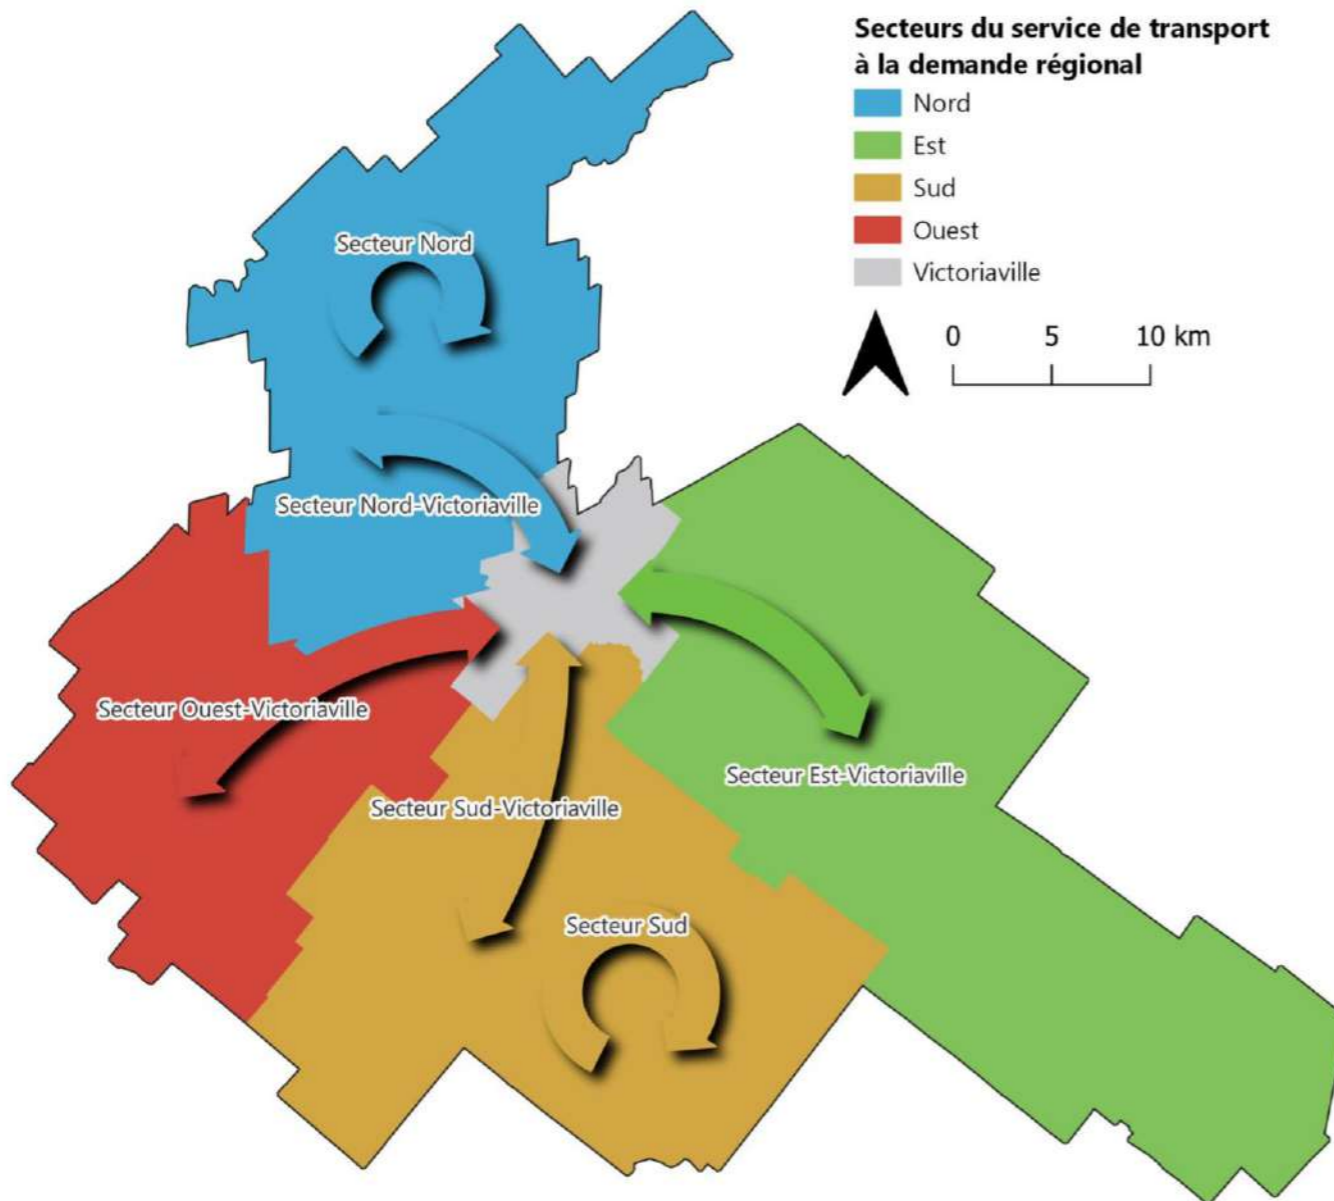 Secteurs du service de transport
à la demande régional
Nord
Est
Sud
Ouest
Victoriaville
0 5 10 km
Secteur Nord
Secteur Nord-Victoriaville
Secteur Ouest-Victoriaville
Secteur Est-Victoriaville
Secteur Sud-Victoriaville
Secteur Sud